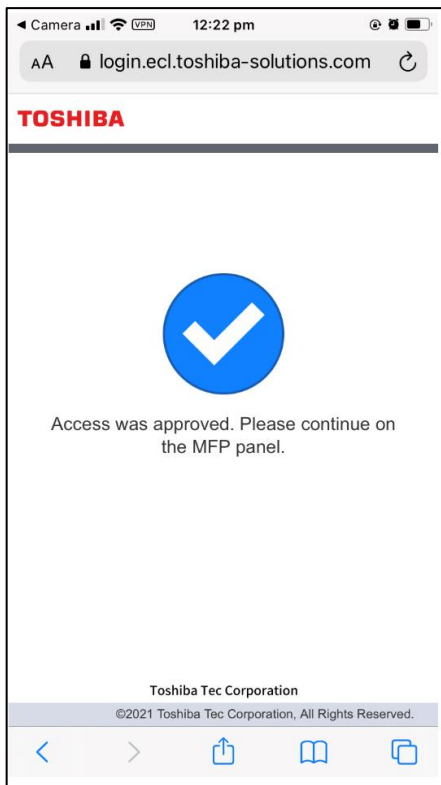 ◀ Camera VPN 12:22 pm
AA login.ecl.toshiba-solutions.com
TOSHIBA
Access was approved. Please continue on
the MFP panel.
Toshiba Tec Corporation
©2021 Toshiba Tec Corporation, All Rights Reserved.